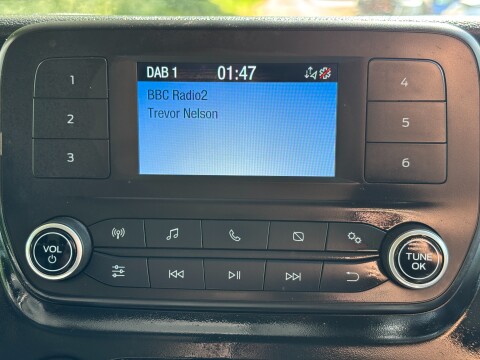 DAB 1 01:47
BBC Radio2
Trevor Nelson
1
2
3
4
5
6
VOL
TUNE
OK